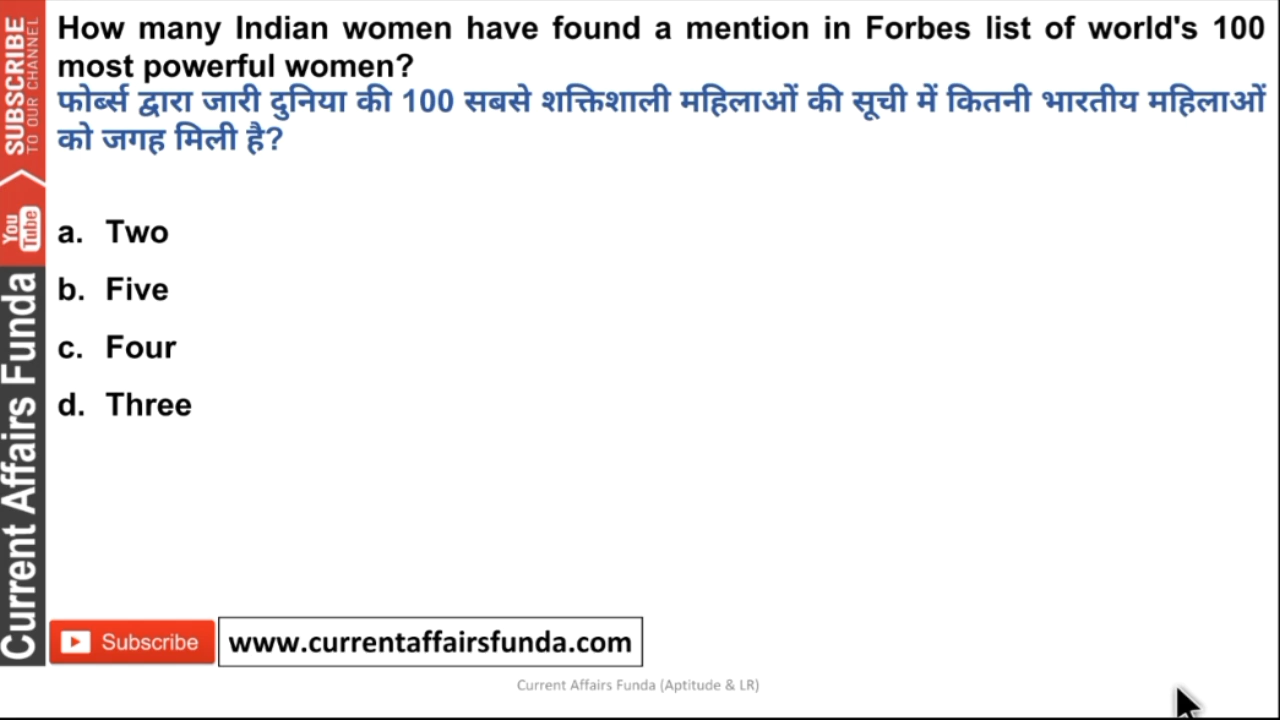 How many Indian women have found a mention in Forbes list of world's 100
most powerful women?
फोर्ब्स द्वारा जारी दुनिया की 100 सबसे शक्तिशाली महिलाओं की सूची में कितनी भारतीय महिलाओं
को जगह मिली है?
a. Two
b. Five
c. Four
d. Three
SUBSCRIBE
TO OUR CHANNEL
You Tube
Current Affairs Funda
Subscribe
www.currentaffairsfunda.com
Current Affairs Funda (Aptitude & LR)